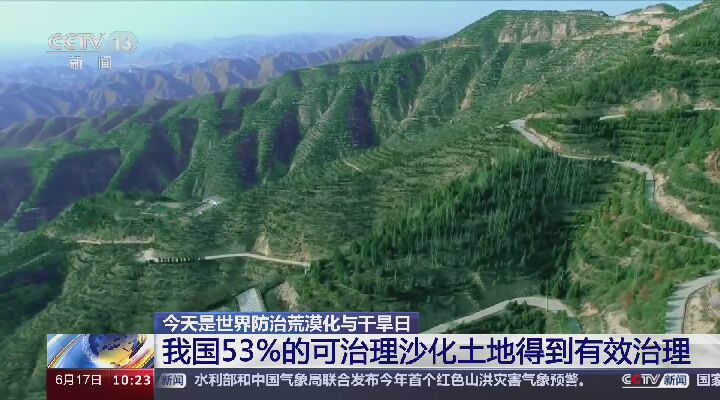 CCTV 13
新闻
今天是世界防治荒漠化与干旱日
我国53%的可治理沙化土地得到有效治理
6月17日 10:23 新闻 水利部和中国气象局联合发布今年首个红色山洪灾害气象预警。 CCTV 新闻 国家